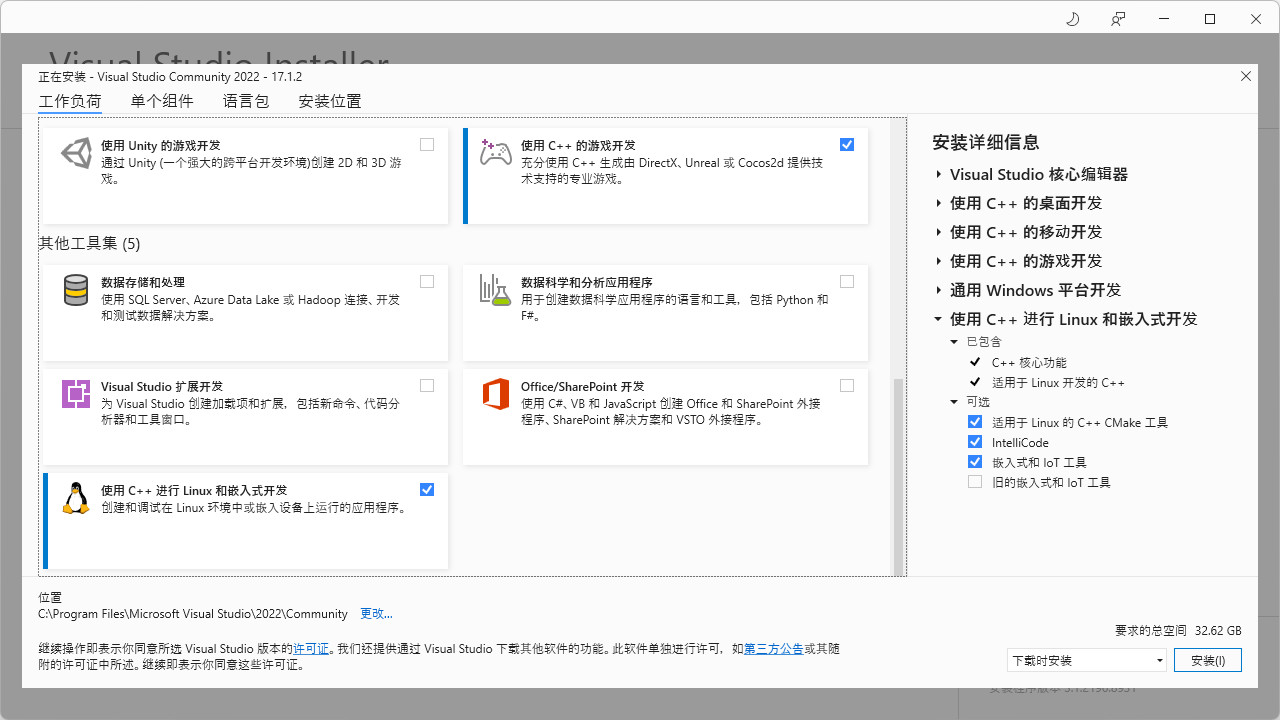 Visual Studio Installer
正在安装 - Visual Studio Community 2022 - 17.1.2
工作负荷 单个组件 语言包 安装位置
使用 Unity 的游戏开发
通过 Unity (一个强大的跨平台开发环境)创建 2D 和 3D 游
戏。
使用 C++ 的游戏开发
充分使用 C++ 生成由 DirectX、Unreal 或 Cocos2d 提供技
术支持的专业游戏。
其他工具集 (5)
数据存储和处理
使用 SQL Server、Azure Data Lake 或 Hadoop 连接、开发
和测试数据解决方案。
数据科学和分析应用程序
用于创建数据科学应用程序的语言和工具，包括 Python 和
F#。
Visual Studio 扩展开发
为 Visual Studio 创建加载项和扩展，包括新命令、代码分
析器和工具窗口。
Office/SharePoint 开发
使用 C#、VB 和 JavaScript 创建 Office 和 SharePoint 外接
程序、SharePoint 解决方案和 VSTO 外接程序。
使用 C++ 进行 Linux 和嵌入式开发
创建和调试在 Linux 环境中或嵌入设备上运行的应用程序。
安装详细信息
Visual Studio 核心编辑器
使用 C++ 的桌面开发
使用 C++ 的移动开发
使用 C++ 的游戏开发
通用 Windows 平台开发
使用 C++ 进行 Linux 和嵌入式开发
已包含
C++ 核心功能
适用于 Linux 开发的 C++
可选
适用于 Linux 的 C++ CMake 工具
IntelliCode
嵌入式和 IoT 工具
旧的嵌入式和 IoT 工具
位置
C:\Program Files\Microsoft Visual Studio\2022\Community 更改...
继续操作即表示你同意所选 Visual Studio 版本的许可证。我们还提供通过 Visual Studio 下载其他软件的功能。此软件单独进行许可，如第三方公告或其随
附的许可证中所述。继续即表示你同意这些许可证。
要求的总空间 32.62 GB
下载时安装 安装(I)